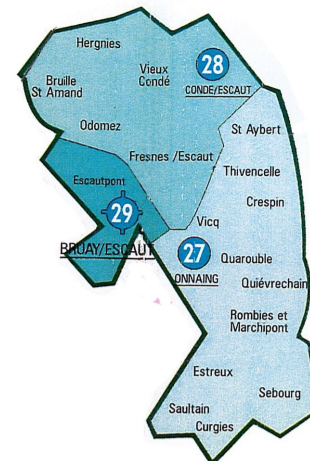 Hergnies
Vieux
Condé
28
CONDE/ESCAUT
Bruille
St Amand
Odomez
St Aybert
Fresnes /Escaut
Thivencelle
Escautpont
Crespin
29
Vicq
BRUAY/ESCAUT
27
ONNAING
Quarouble
Quiévrechain
Rombies et
Marchipont
Estreux
Sebourg
Saultain
Curgies